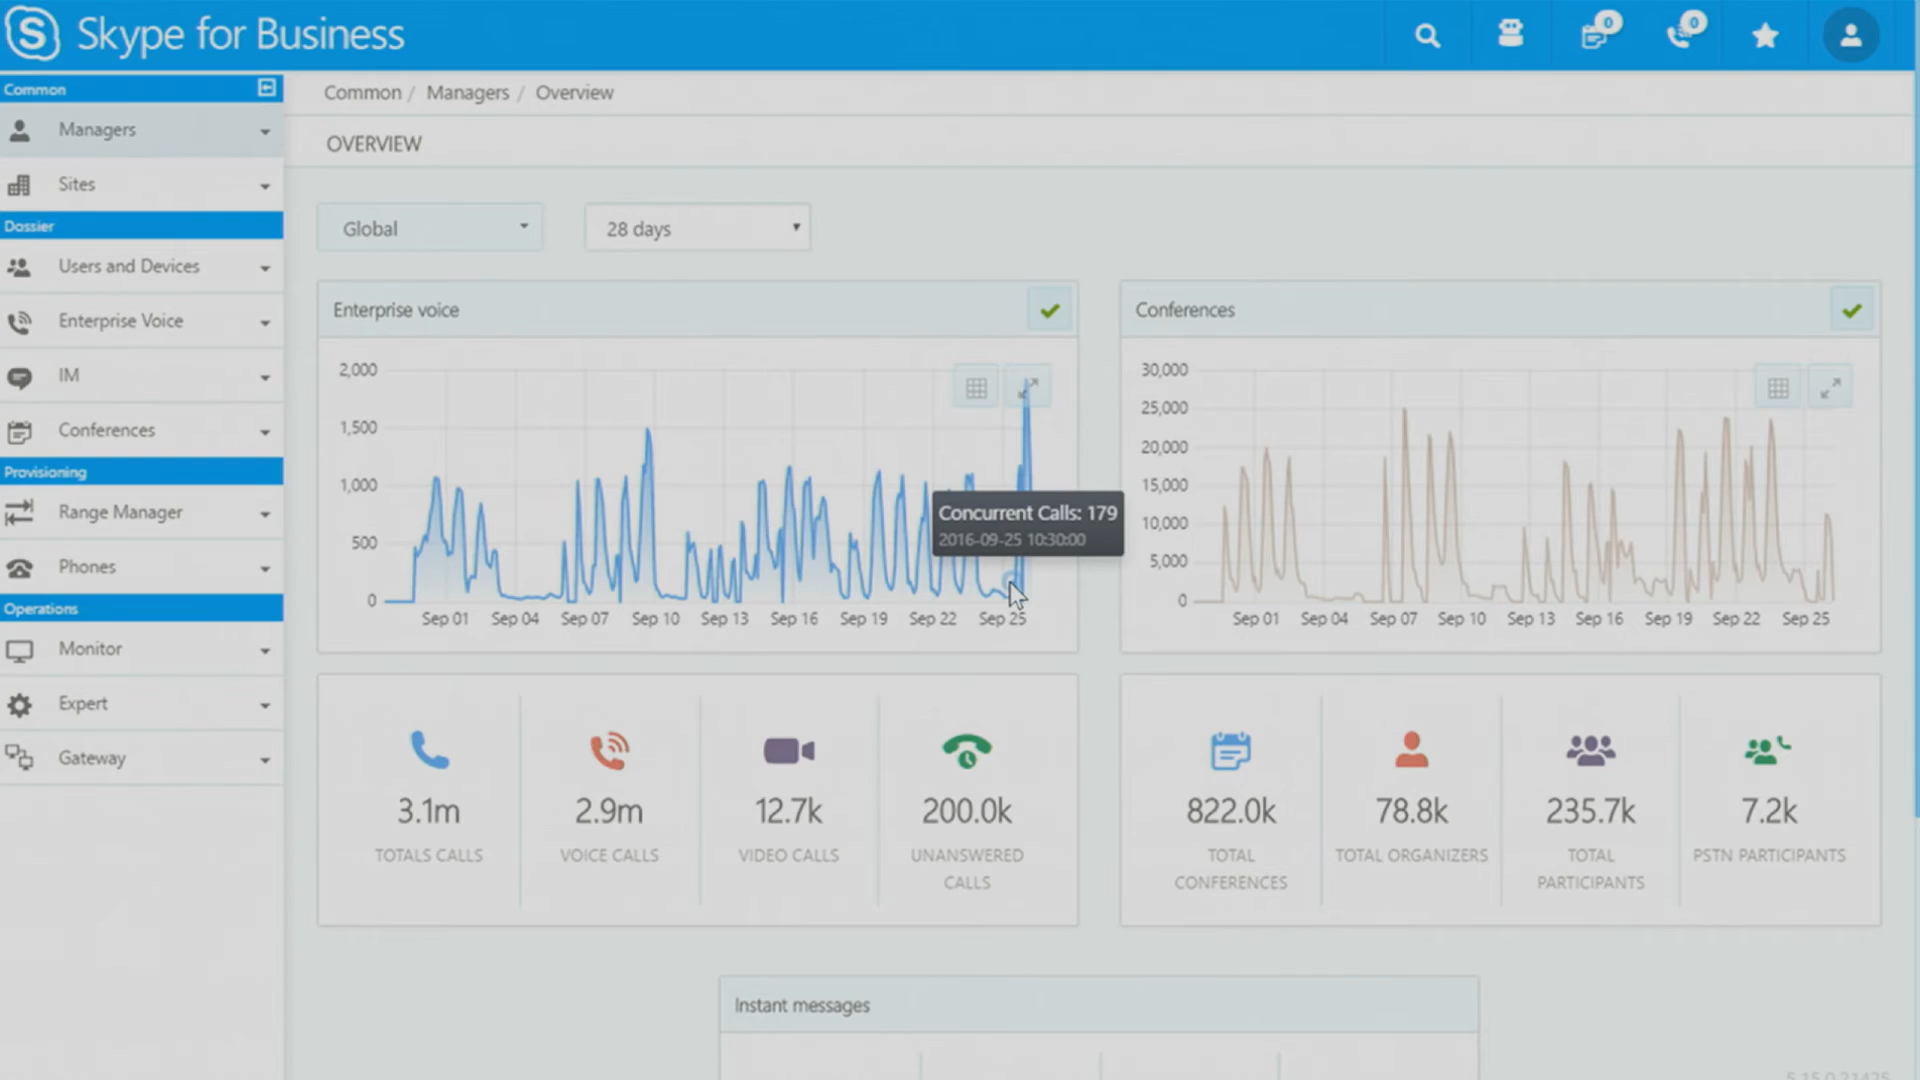 Skype for Business
0
0
Common
Managers
Sites
Dossier
Users and Devices
Enterprise Voice
IM
Conferences
Provisioning
Range Manager
Phones
Operations
Monitor
Expert
Gateway
Common / Managers / Overview
OVERVIEW
Global
28 days
Enterprise voice
2,000
1,500
1,000
500
0
Sep 01 Sep 04 Sep 07 Sep 10 Sep 13 Sep 16 Sep 19 Sep 22 Sep 25
Concurrent Calls: 179
2016-09-25 10:30:00
Conferences
30,000
25,000
20,000
15,000
10,000
5,000
0
Sep 01 Sep 04 Sep 07 Sep 10 Sep 13 Sep 16 Sep 19 Sep 22 Sep 25
3.1m
TOTALS CALLS
2.9m
VOICE CALLS
12.7k
VIDEO CALLS
200.0k
UNANSWERED
CALLS
822.0k
TOTAL
CONFERENCES
78.8k
TOTAL ORGANIZERS
235.7k
TOTAL
PARTICIPANTS
7.2k
PSTN PARTICIPANTS
Instant messages